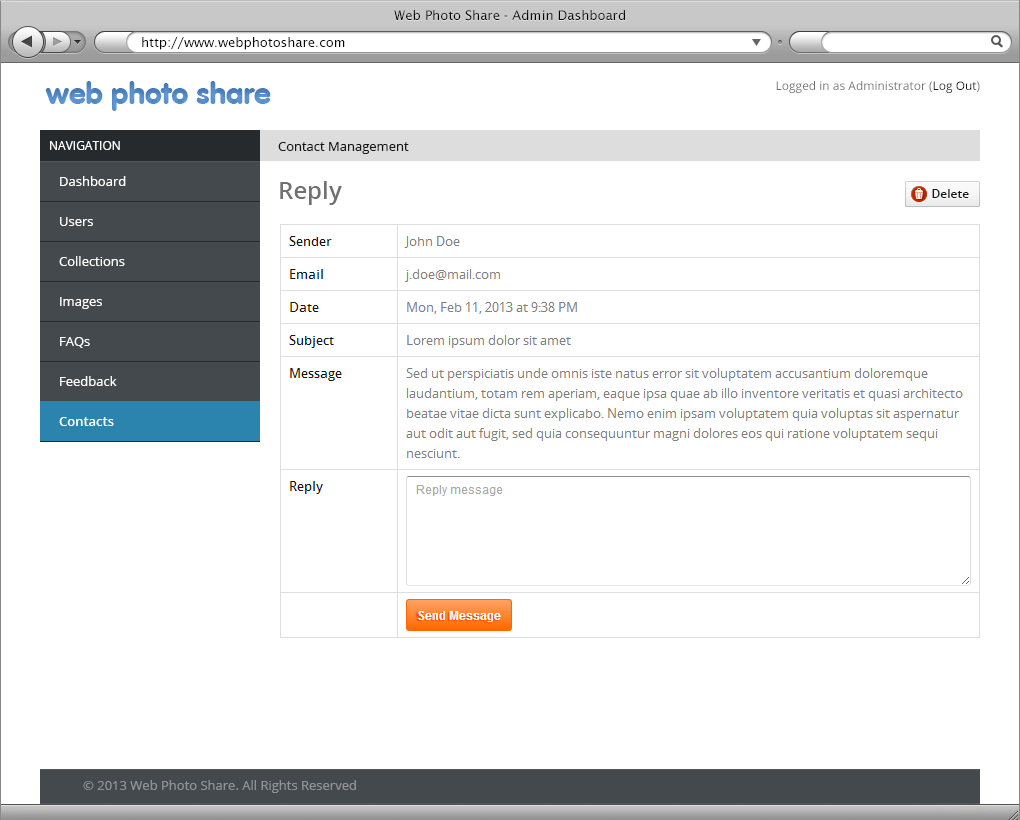 Web Photo Share - Admin Dashboard
http://www.webphotoshare.com
web photo share
Logged in as Administrator (Log Out)
NAVIGATION
Dashboard
Users
Collections
Images
FAQs
Feedback
Contacts
Contact Management
Reply
Delete
Sender John Doe
Email j.doe@mail.com
Date Mon, Feb 11, 2013 at 9:38 PM
Subject Lorem ipsum dolor sit amet
Message Sed ut perspiciatis unde omnis iste natus error sit voluptatem accusantium doloremque
laudantium, totam rem aperiam, eaque ipsa quae ab illo inventore veritatis et quasi architecto
beatae vitae dicta sunt explicabo. Nemo enim ipsam voluptatem quia voluptas sit aspernatur
aut odit aut fugit, sed quia consequuntur magni dolores eos qui ratione voluptatem sequi
nesciunt.
Reply Reply message
Send Message
© 2013 Web Photo Share. All Rights Reserved